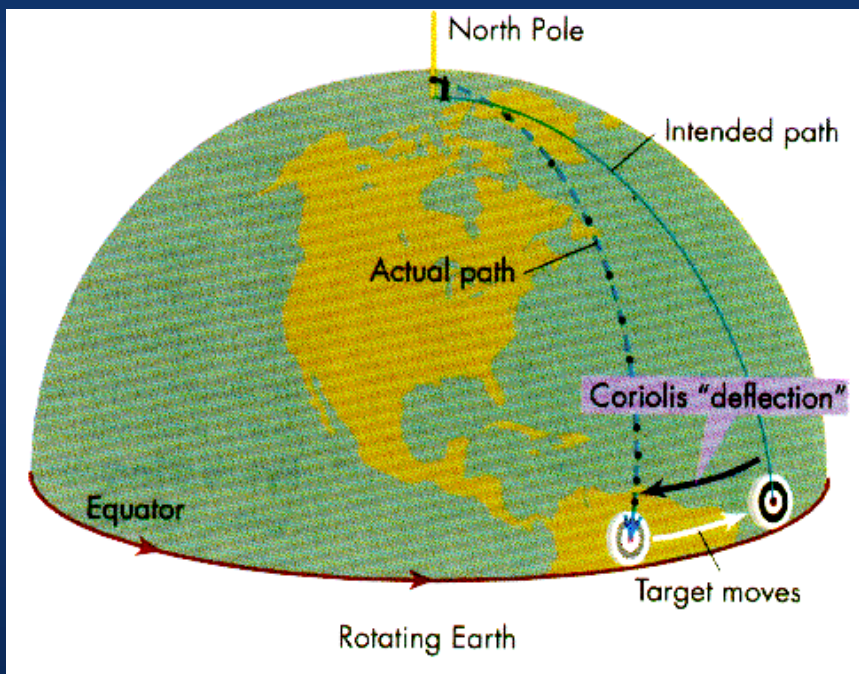 North Pole
Intended path
Actual path
Coriolis "deflection"
Equator
Target moves
Rotating Earth